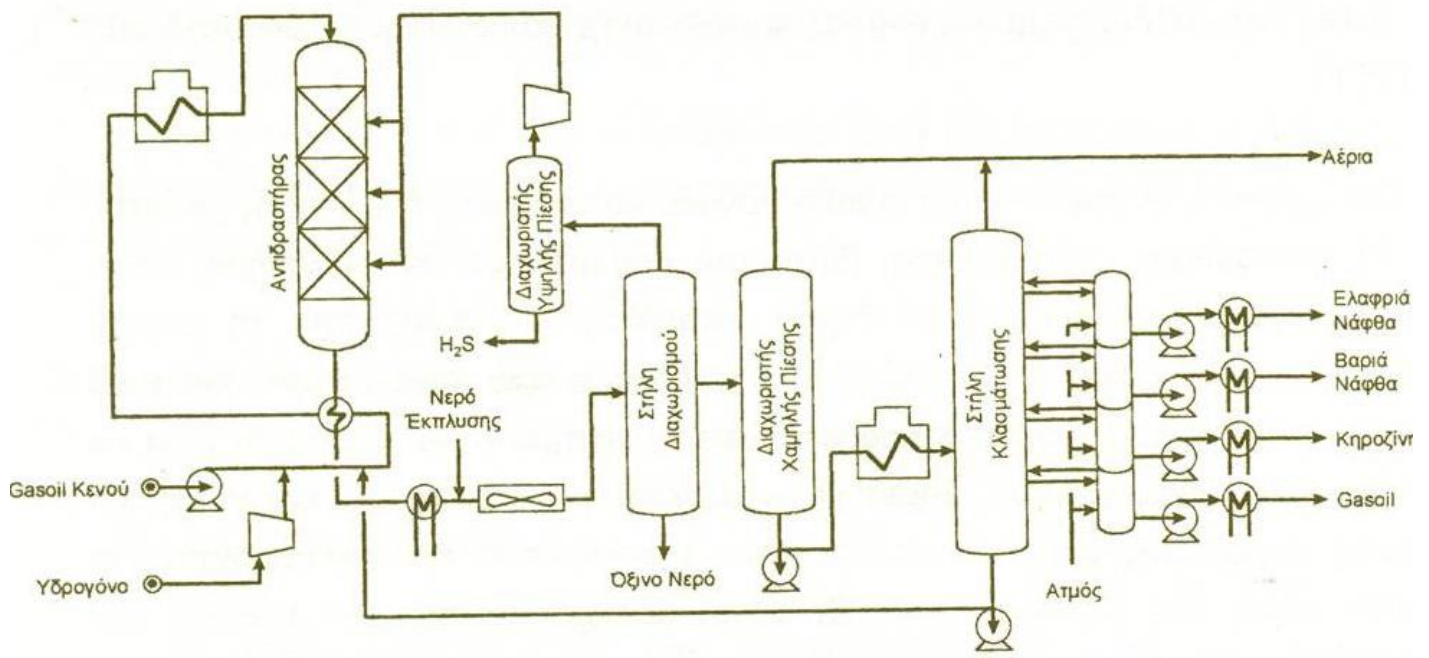 Αντιδραστήρας
Διαχωριστής
Υψηλής Πίεσης
H₂S
Αέρια
Στήλη
Διαχωρισμού
Διαχωριστής
Χαμηλής Πίεσης
Στήλη
Κλασμάτωσης
Ελαφριά
Νάφθα
Βαριά
Νάφθα
Κηροζίνη
Gasoil
Νερό
Έκπλυσης
Gasoil Κενού
Υδρογόνο
Όξινο Νερό
Ατμός